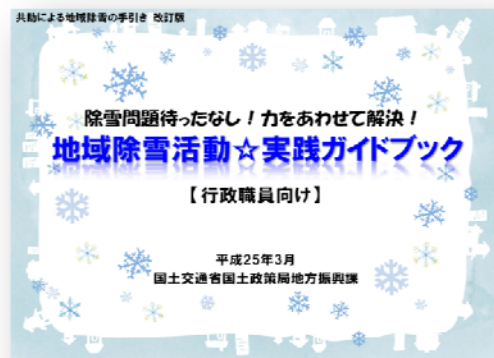 共助による地域除雪の手引き 改訂版
除雪問題待ったなし！力をあわせて解決！
地域除雪活動☆実践ガイドブック
【行政職員向け】
平成25年3月
国土交通省国土政策局地方振興課